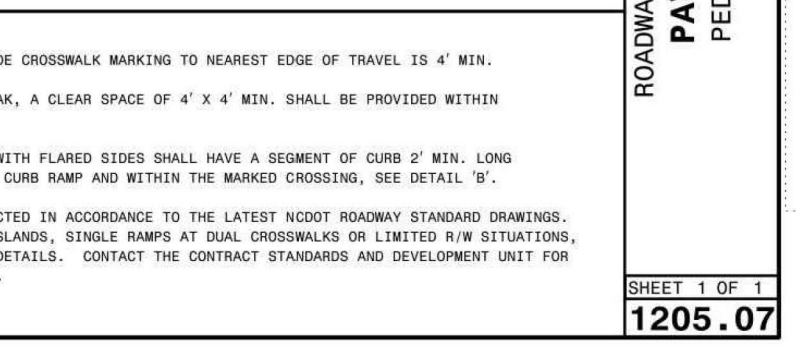 DE CROSSWALK MARKING TO NEAREST EDGE OF TRAVEL IS 4' MIN.
AK, A CLEAR SPACE OF 4' X 4' MIN. SHALL BE PROVIDED WITHIN
WITH FLARED SIDES SHALL HAVE A SEGMENT OF CURB 2' MIN. LONG
CURB RAMP AND WITHIN THE MARKED CROSSING, SEE DETAIL 'B'.
CTED IN ACCORDANCE TO THE LATEST NCDOT ROADWAY STANDARD DRAWINGS.
SLANDS, SINGLE RAMPS AT DUAL CROSSWALKS OR LIMITED R/W SITUATIONS,
DETAILS. CONTACT THE CONTRACT STANDARDS AND DEVELOPMENT UNIT FOR
ROADWA
PA
PED
SHEET 1 OF 1
1205.07